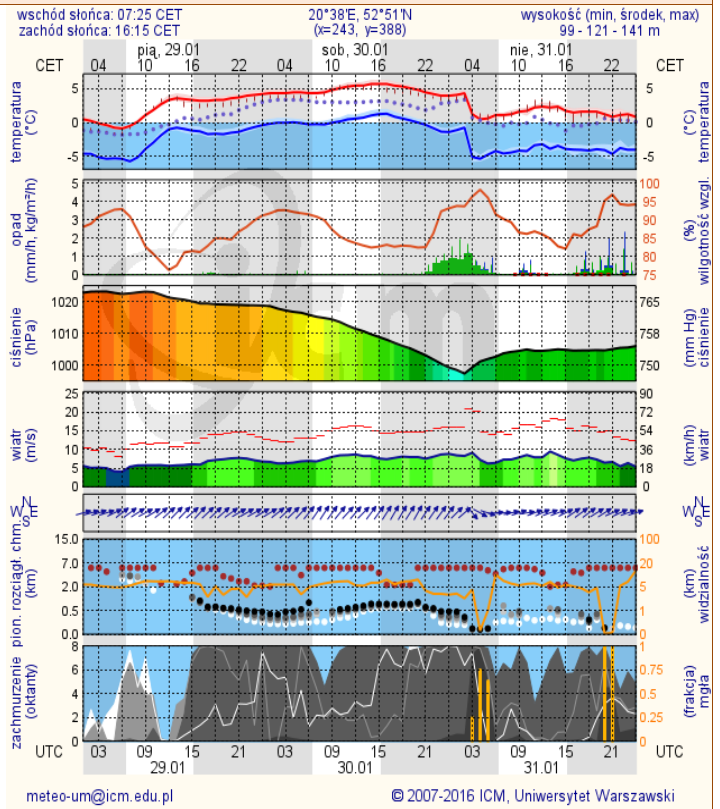 wschód słońca: 07:25 CET 20°38'E, 52°51'N wysokość (min, środek, max)
zachód słońca: 16:15 CET (x=243, y=388) 99 - 121 - 141 m
pią, 29.01 sob, 30.01 nie, 31.01
CET 04 10 16 22 04 10 16 22 04 10 16 22 CET
temperatura
(°C)
5
0
-5
5
0
-5
(°C)
temperatura
opad
(mm/h, kg/m²/h)
5
4
3
2
1
0
100
95
90
85
80
75
(%)
wilgotność wzgl.
ciśnienie
(hPa)
1020
1010
1000
765
758
750
(mm Hg)
ciśnienie
icm
wiatr
(m/s)
25
20
15
10
5
0
90
72
54
36
18
0
(km/h)
wiatr
N
W E
S
N
W E
S
pion. rozciągł. chm.
(km)
15.0
7.0
2.0
0.5
0.0
100
20
5
1
0
(km)
widzialność
zachmurzenie
(oktanty)
8
6
4
2
0
1
0.75
0.5
0.25
0
(frakcja)
mgła
UTC 03 09 15 21 03 09 15 21 03 09 15 21 UTC
29.01 30.01 31.01
meteo-um@icm.edu.pl © 2007-2016 ICM, Uniwersytet Warszawski